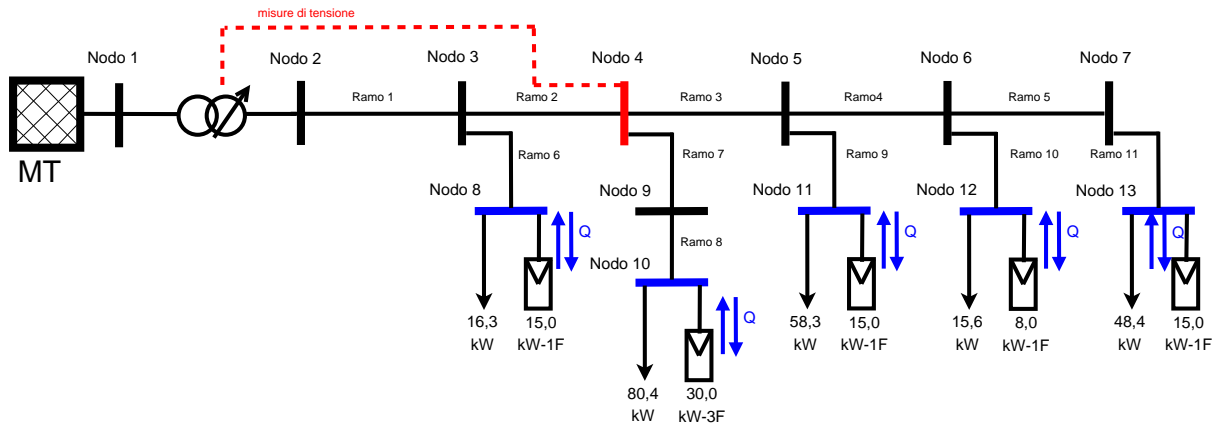 misure di tensione
Nodo 1
Nodo 2
Nodo 3
Nodo 4
Nodo 5
Nodo 6
Nodo 7
Ramo 1
Ramo 2
Ramo 3
Ramo4
Ramo 5
MT
Ramo 6
Ramo 7
Ramo 9
Ramo 10
Ramo 11
Nodo 8
Nodo 9
Nodo 11
Nodo 12
Nodo 13
Q
Q
Q
Q
Ramo 8
Nodo 10
Q
16,3
kW
15,0
kW-1F
58,3
kW
15,0
kW-1F
15,6
kW
8,0
kW-1F
48,4
kW
15,0
kW-1F
80,4
kW
30,0
kW-3F